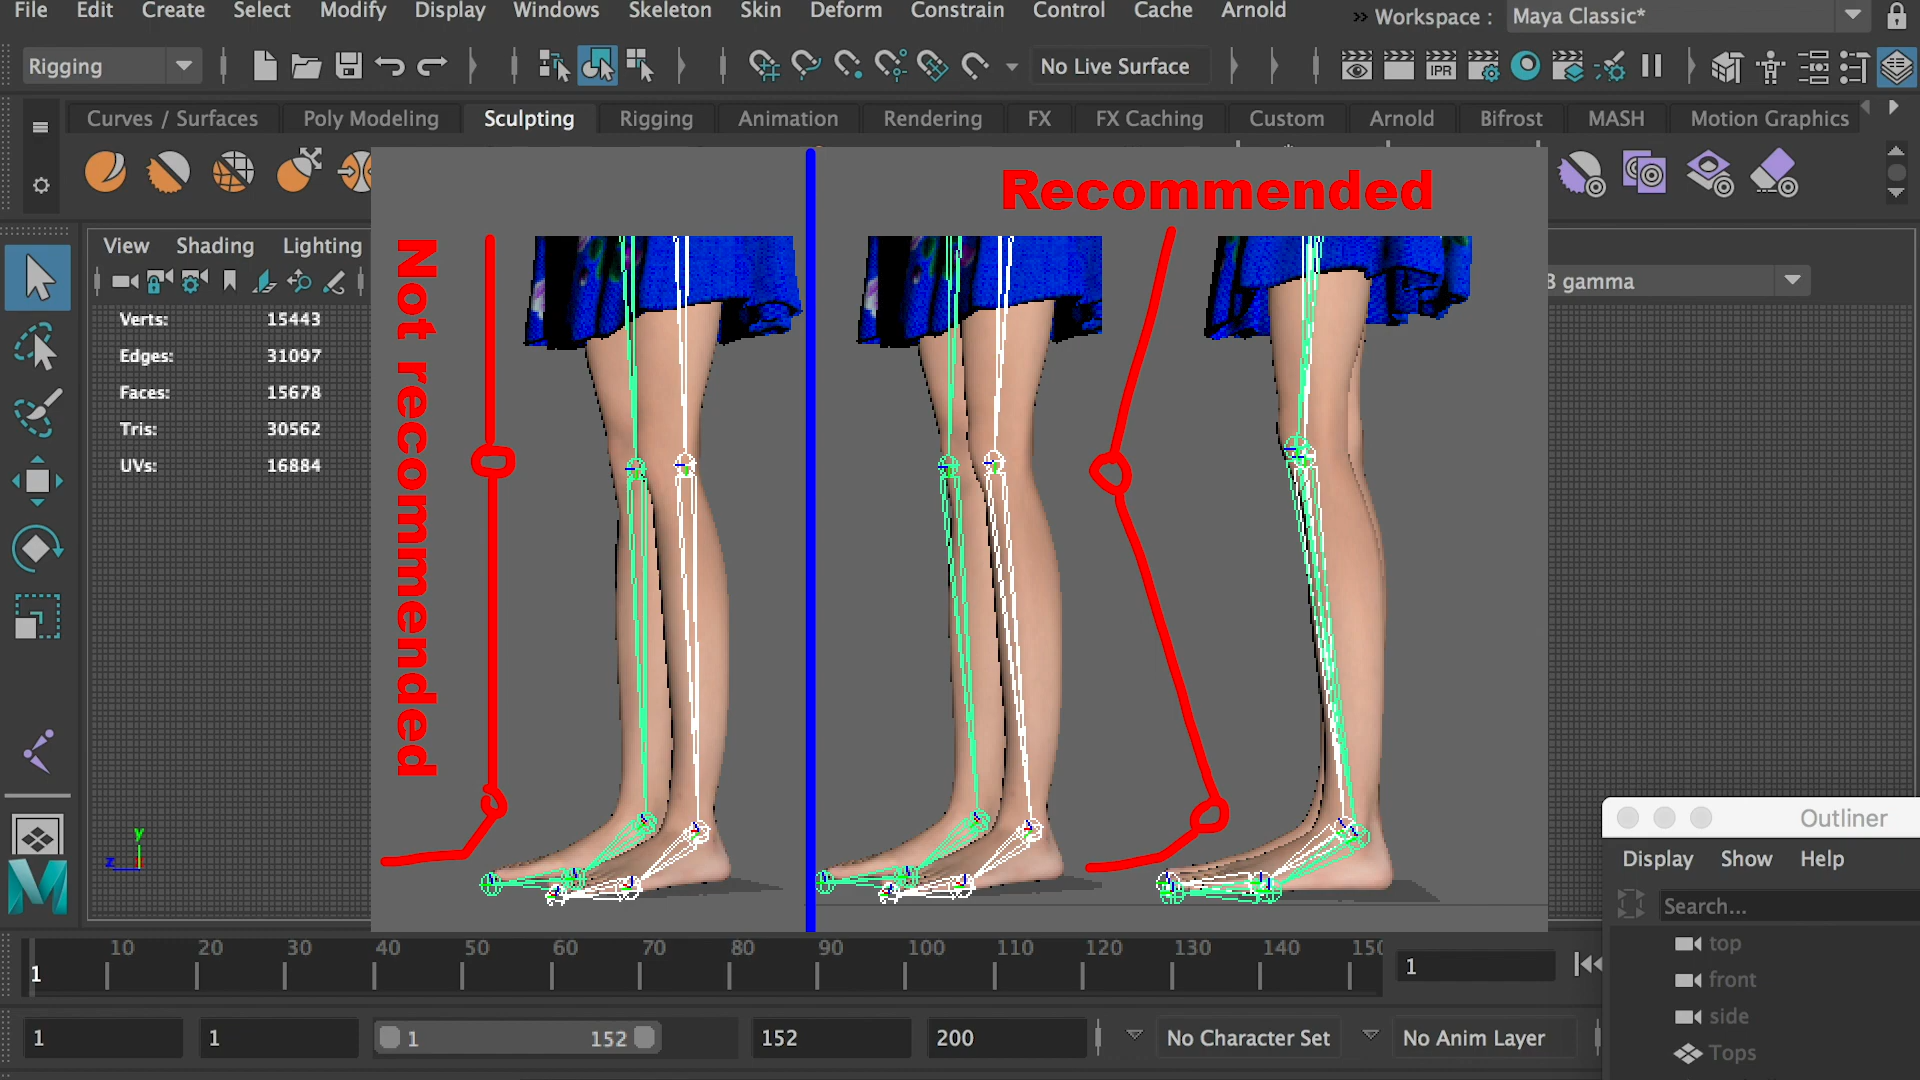 File Edit Create Select Modify Display Windows Skeleton Skin Deform Constrain Control Cache Arnold
Workspace : Maya Classic*
Rigging
IPR
No Live Surface
Curves / Surfaces Poly Modeling Sculpting Rigging Animation Rendering FX FX Caching Custom Arnold Bifrost MASH Motion Graphics
Recommended
Not recommended
View Shading Lighting
gamma
Verts: 15443
Edges: 31097
Faces: 15678
Tris: 30562
UVs: 16884
y
z
Outliner
Display Show Help
Search...
top
front
side
Tops
10 20 30 40 50 60 70 80 90 100 110 120 130 140
1
1
1 1 1 152 152 200 No Character Set No Anim Layer